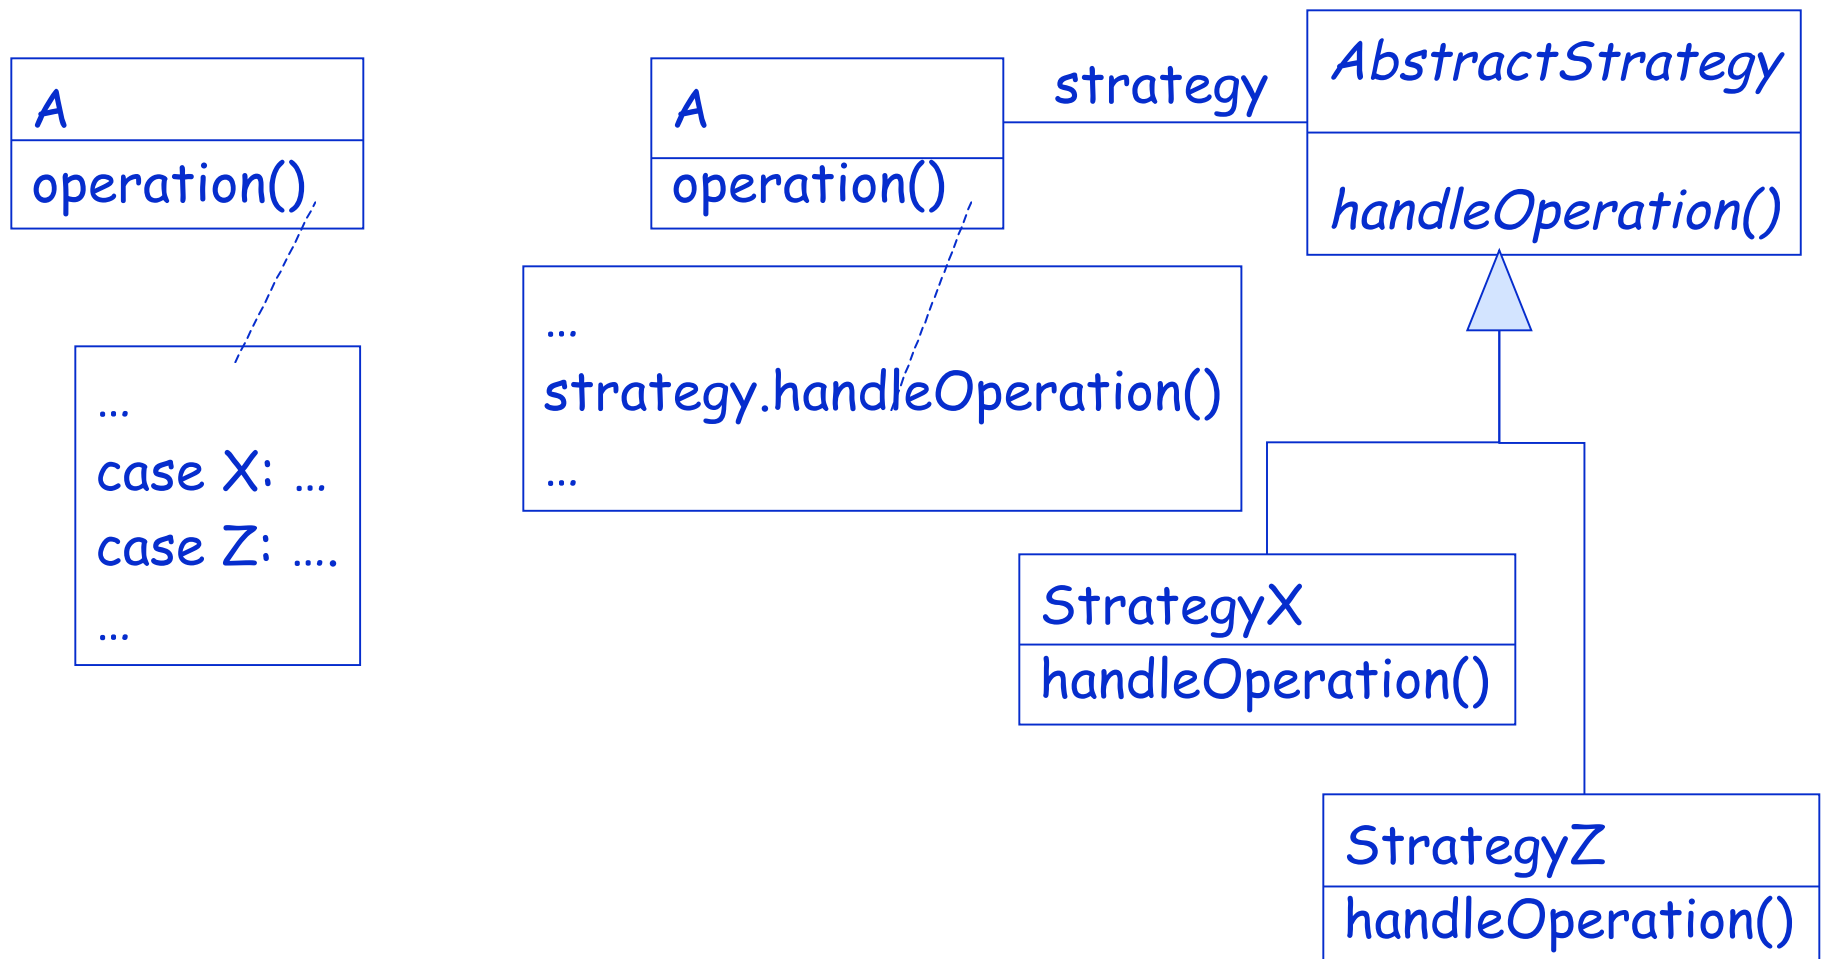 A
operation()
...
case X: ...
case Z: ....
...
A
operation()
strategy
...
strategy.handleOperation()
...
AbstractStrategy
handleOperation()
StrategyX
handleOperation()
StrategyZ
handleOperation()